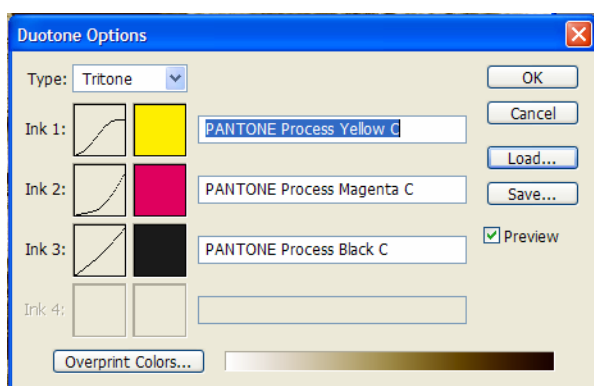 Duotone Options
Type: Tritone
OK
Ink 1: PANTONE Process Yellow C
Cancel
Load...
Ink 2: PANTONE Process Magenta C
Save...
Ink 3: PANTONE Process Black C
Preview
Ink 4:
Overprint Colors...